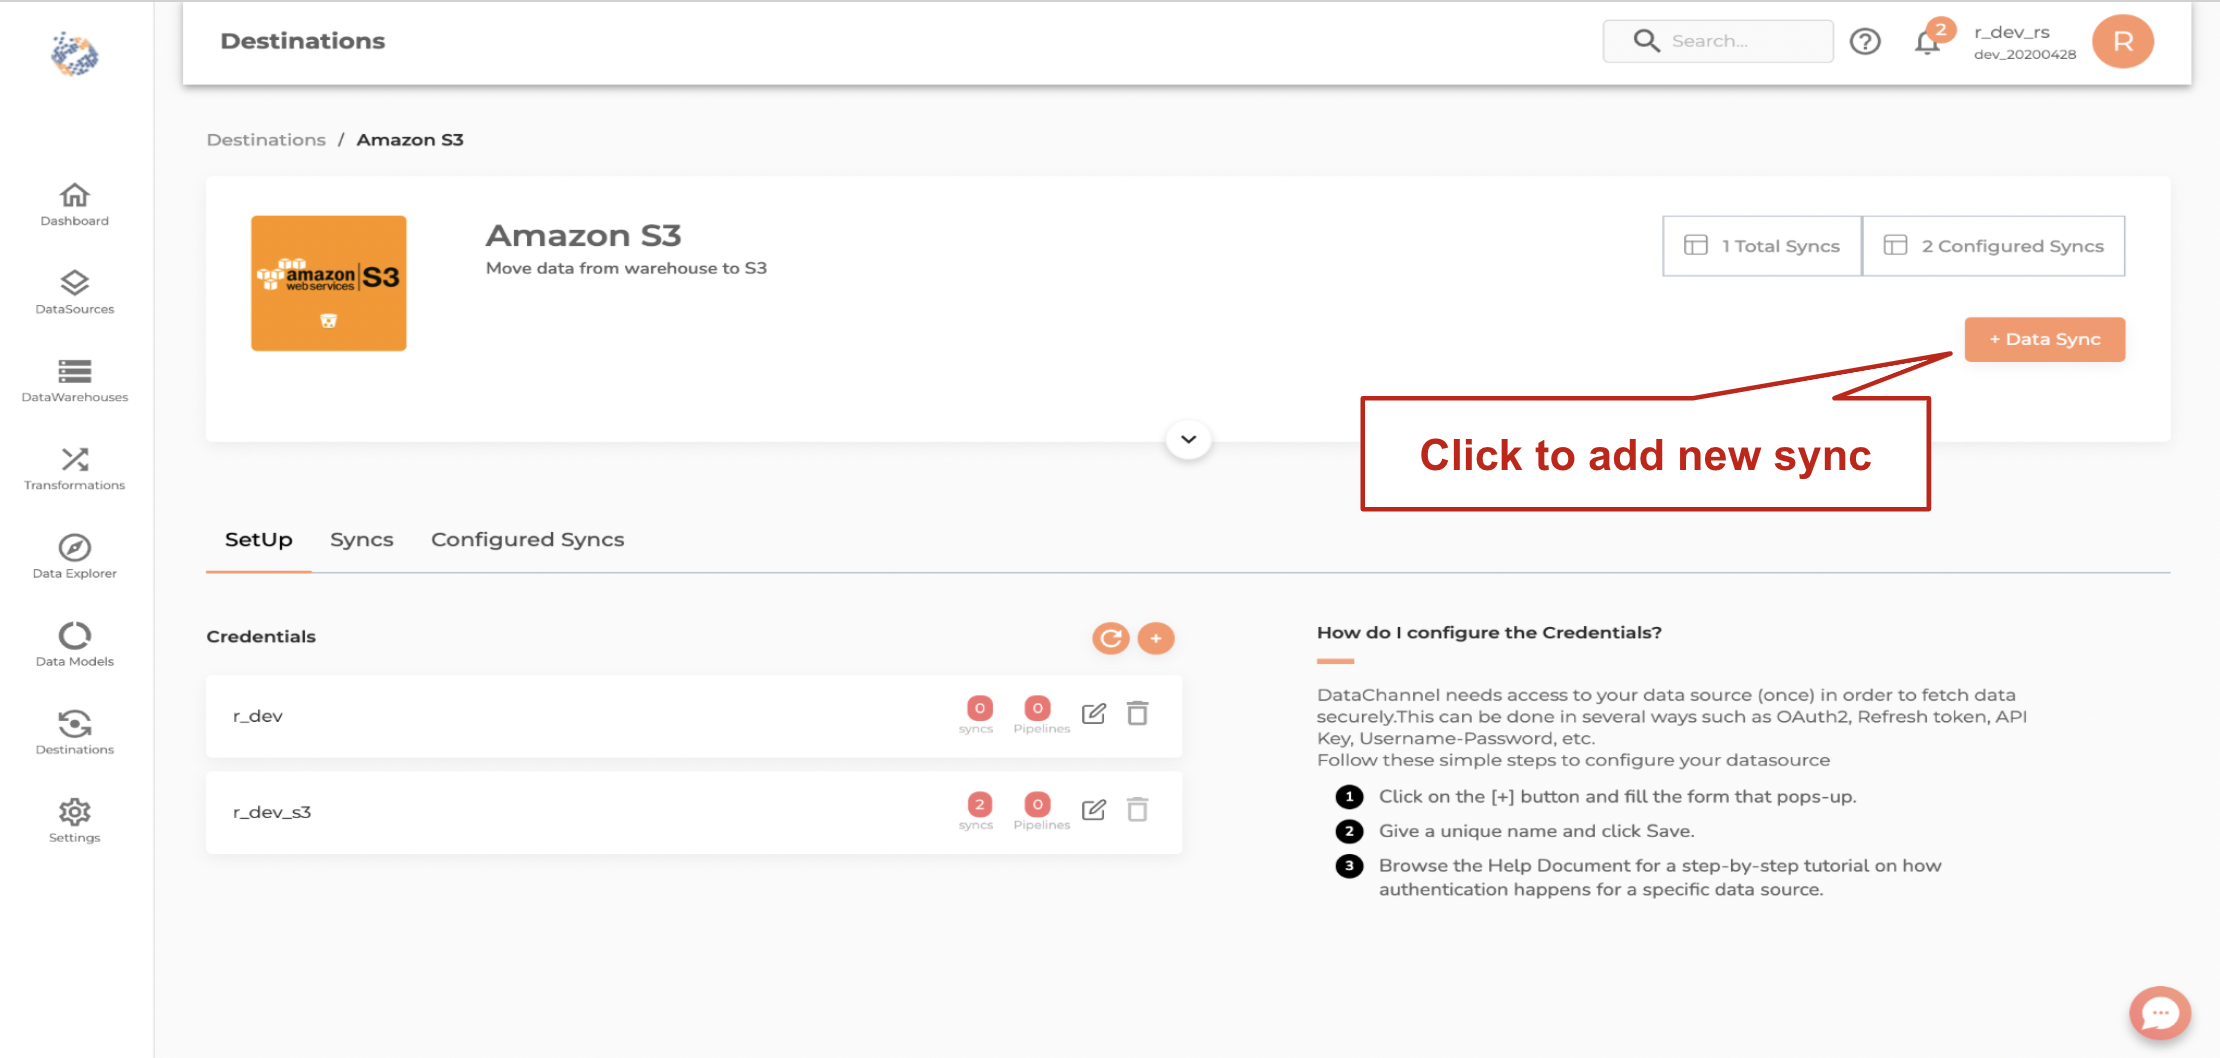 Destinations
Search...
2
r_dev_rs
dev_20200428
R
Destinations / Amazon S3
Dashboard
DataSources
DataWarehouses
Transformations
Data Explorer
Data Models
Destinations
Settings
amazon
webservices
S3
Amazon S3
Move data from warehouse to S3
1 Total Syncs
2 Configured Syncs
+ Data Sync
Click to add new sync
SetUp
Syncs
Configured Syncs
Credentials
+
r_dev
0
syncs
0
Pipelines
r_dev_s3
2
syncs
0
Pipelines
How do I configure the Credentials?
DataChannel needs access to your data source (once) in order to fetch data
securely.This can be done in several ways such as OAuth2, Refresh token, API
Key, Username-Password, etc.
Follow these simple steps to configure your datasource
1 Click on the [+] button and fill the form that pops-up.
2 Give a unique name and click Save.
3 Browse the Help Document for a step-by-step tutorial on how
authentication happens for a specific data source.